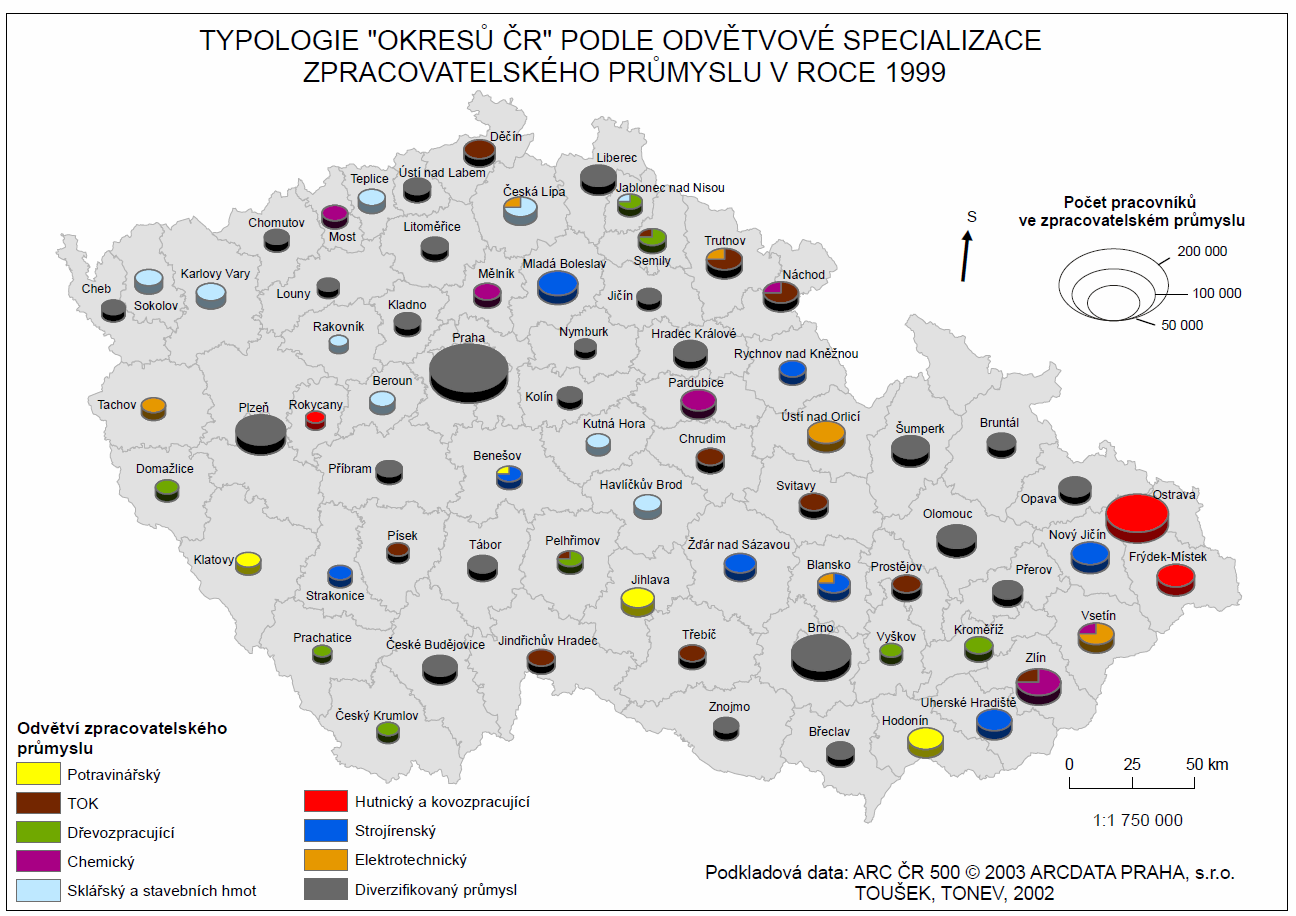 TYPOLOGIE "OKRESŮ ČR" PODLE ODVĚTVOVÉ SPECIALIZACE
ZPRACOVATELSKÉHO PRŮMYSLU V ROCE 1999
Děčín
Liberec
Ústí nad Labem
Teplice
Česká Lípa
Jablonec nad Nisou
Chomutov
Most
Litoměřice
Semily
Trutnov
Karlovy Vary
Mělník
Mladá Boleslav
Náchod
Cheb
Sokolov
Louny
Kladno
Jičín
Rakovník
Praha
Nymburk
Hradec Králové
Rychnov nad Kněžnou
Beroun
Pardubice
Tachov
Plzeň
Rokycany
Kolín
Ústí nad Orlicí
Kutná Hora
Chrudim
Šumperk
Bruntál
Domažlice
Příbram
Benešov
Havlíčkův Brod
Svitavy
Opava
Ostrava
Olomouc
Nový Jičín
Frýdek-Místek
Klatovy
Písek
Tábor
Pelhřimov
Žďár nad Sázavou
Blansko
Prostějov
Přerov
Strakonice
Jihlava
Vsetín
Prachatice
České Budějovice
Jindřichův Hradec
Třebíč
Brno
Vyškov
Kroměříž
Zlín
Český Krumlov
Znojmo
Břeclav
Hodonín
Uherské Hradiště
S
Počet pracovníků
ve zpracovatelském průmyslu
200 000
100 000
50 000
Odvětví zpracovatelského
průmyslu
Potravinářský
TOK
Dřevozpracující
Chemický
Sklářský a stavebních hmot
Hutnický a kovozpracující
Strojírenský
Elektrotechnický
Diverzifikovaný průmysl
0 25 50 km
1:1 750 000
Podkladová data: ARC ČR 500 © 2003 ARCDATA PRAHA, s.r.o.
TOUŠEK, TONEV, 2002